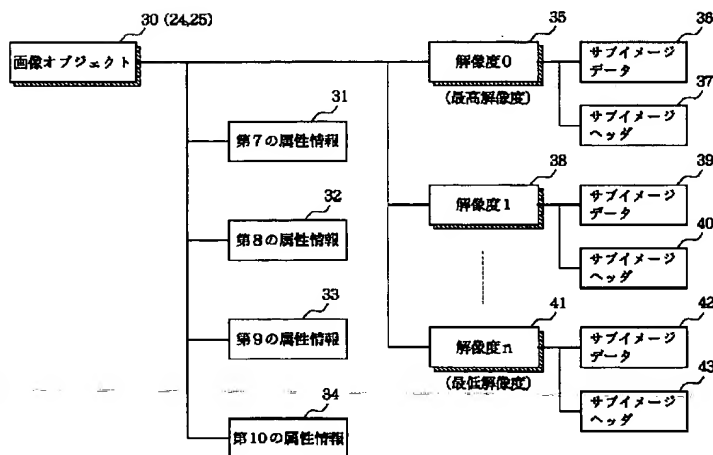 30 (24,25)
画像オブジェクト
31
第7の属性情報
32
第8の属性情報
33
第9の属性情報
34
第10の属性情報
35
解像度0
(最高解像度)
36
サブイメージ
データ
37
サブイメージ
ヘッダ
38
解像度1
39
サブイメージ
データ
40
サブイメージ
ヘッダ
41
解像度n
(最低解像度)
42
サブイメージ
データ
43
サブイメージ
ヘッダ